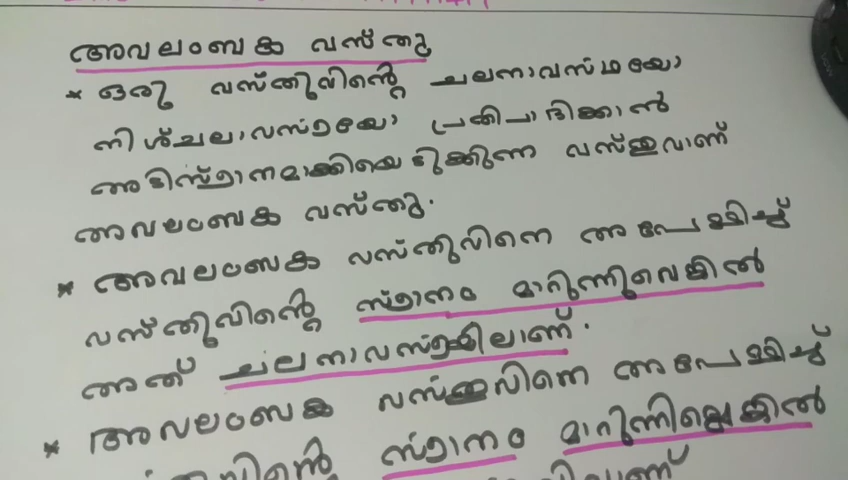 അവലംബക വസ്തു
* ഒരു വസ്തുവിന്റെ ചലനാവസ്ഥയോ
നിശ്ചലാവസ്ഥയോ പ്രതിപാദിക്കാൻ
അടിസ്ഥാനമാക്കിയെടുക്കുന്ന വസ്തുവാണ്
അവലംബക വസ്തു.
* അവലംബക വസ്തുവിനെ അപേക്ഷിച്ച്
വസ്തുവിന്റെ സ്ഥാനം മാറുന്നുവെങ്കിൽ
അത് ചലനാവസ്ഥയിലാണ്.
* അവലംബക വസ്തുവിനെ അപേക്ഷിച്ച്
സ്ഥാനം മാറുന്നില്ലെങ്കിൽ